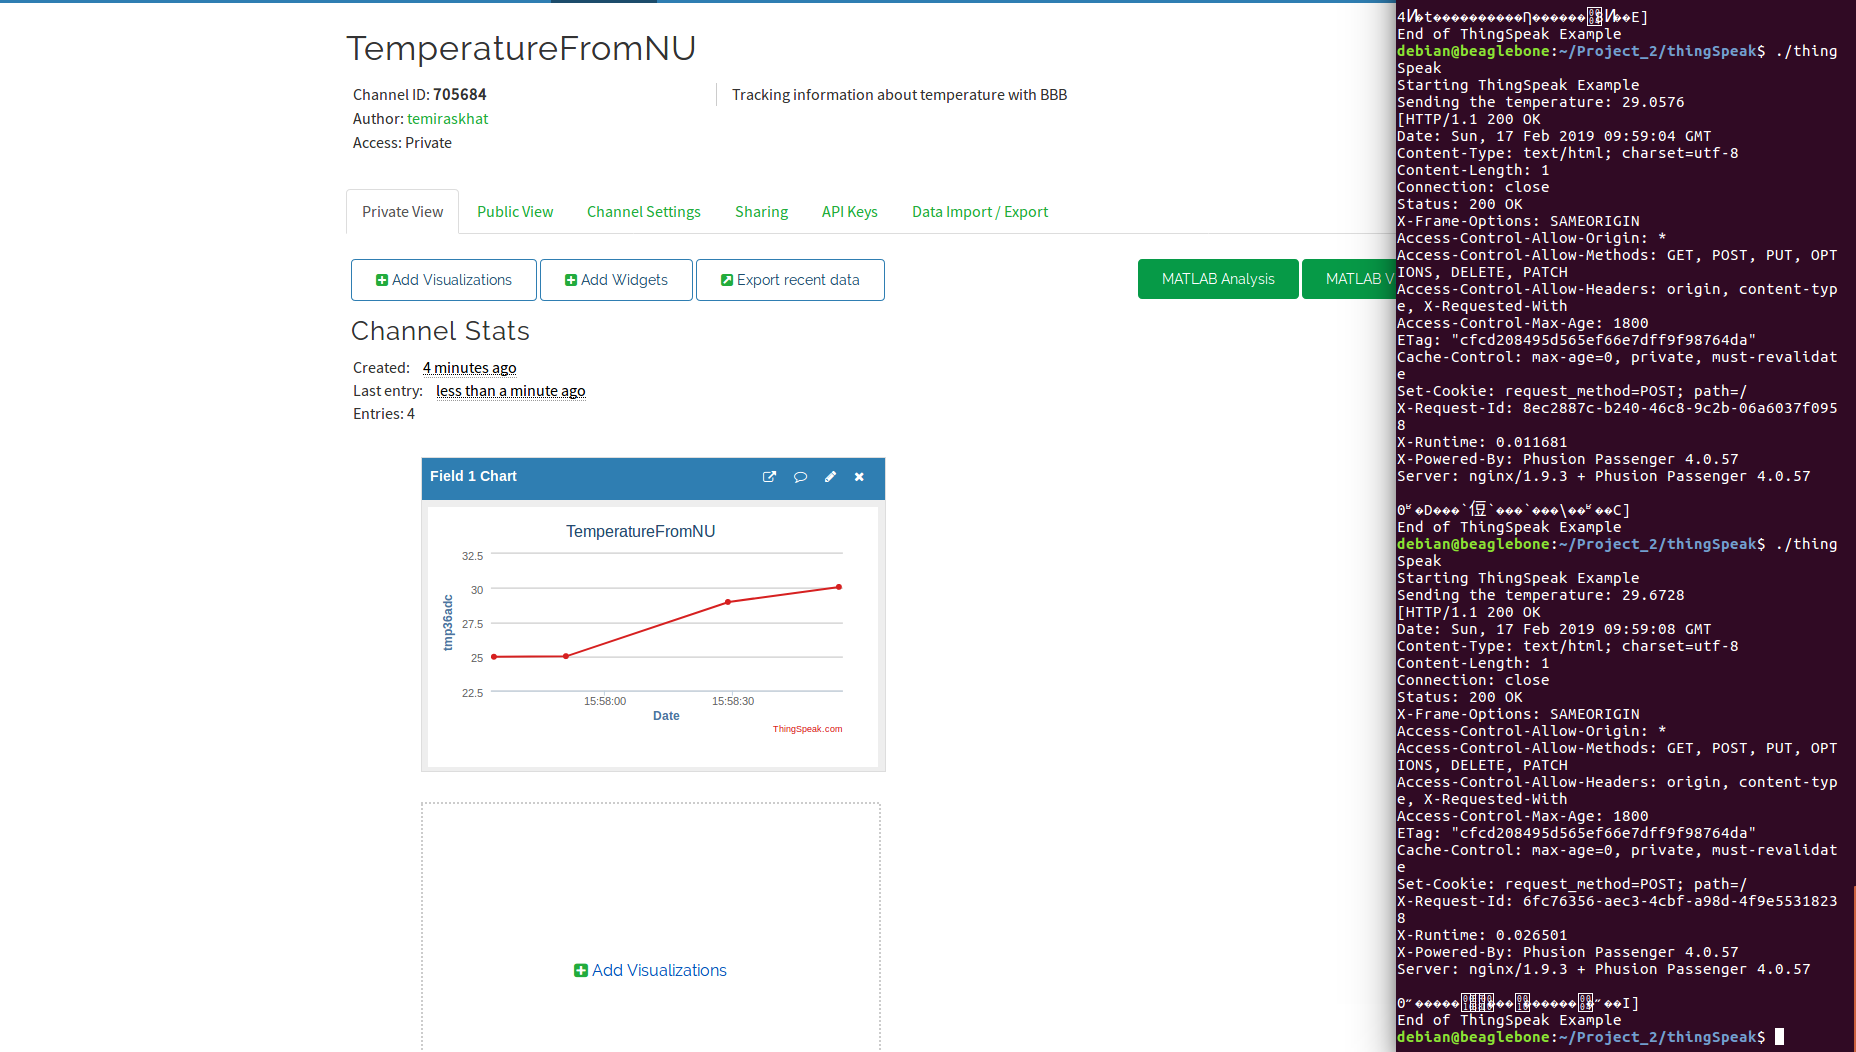 TemperatureFromNU
Channel ID: 705684
Author: temiraskhat
Access: Private
Tracking information about temperature with BBB
Private View
Public View
Channel Settings
Sharing
API Keys
Data Import / Export
Add Visualizations
Add Widgets
Export recent data
MATLAB Analysis
MATLAB V
Channel Stats
Created: 4 minutes ago
Last entry: less than a minute ago
Entries: 4
Field 1 Chart
TemperatureFromNU
32.5
30
27.5
25
22.5
tmp36adc
15:58:00
15:58:30
Date
ThingSpeak.com
Add Visualizations
End of ThingSpeak Example
debian@beaglebone:~/Project_2/thingSpeak$ ./thing
Speak
Starting ThingSpeak Example
Sending the temperature: 29.0576
[HTTP/1.1 200 OK
Date: Sun, 17 Feb 2019 09:59:04 GMT
Content-Type: text/html; charset=utf-8
Content-Length: 1
Connection: close
Status: 200 OK
X-Frame-Options: SAMEORIGIN
Access-Control-Allow-Origin: *
Access-Control-Allow-Methods: GET, POST, PUT, OPT
IONS, DELETE, PATCH
Access-Control-Allow-Headers: origin, content-typ
e, X-Requested-With
Access-Control-Max-Age: 1800
ETag: "cfcd208495d565ef66e7dff9f98764da"
Cache-Control: max-age=0, private, must-revalidat
e
Set-Cookie: request_method=POST; path=/
X-Request-Id: 8ec2887c-b240-46c8-9c2b-06a6037f095
8
X-Runtime: 0.011681
X-Powered-By: Phusion Passenger 4.0.57
Server: nginx/1.9.3 + Phusion Passenger 4.0.57
End of ThingSpeak Example
debian@beaglebone:~/Project_2/thingSpeak$ ./thing
Speak
Starting ThingSpeak Example
Sending the temperature: 29.6728
[HTTP/1.1 200 OK
Date: Sun, 17 Feb 2019 09:59:08 GMT
Content-Type: text/html; charset=utf-8
Content-Length: 1
Connection: close
Status: 200 OK
X-Frame-Options: SAMEORIGIN
Access-Control-Allow-Origin: *
Access-Control-Allow-Methods: GET, POST, PUT, OPT
IONS, DELETE, PATCH
Access-Control-Allow-Headers: origin, content-typ
e, X-Requested-With
Access-Control-Max-Age: 1800
ETag: "cfcd208495d565ef66e7dff9f98764da"
Cache-Control: max-age=0, private, must-revalidat
e
Set-Cookie: request_method=POST; path=/
X-Request-Id: 6fc76356-aec3-4cbf-a98d-4f9e5531823
8
X-Runtime: 0.026501
X-Powered-By: Phusion Passenger 4.0.57
Server: nginx/1.9.3 + Phusion Passenger 4.0.57
End of ThingSpeak Example
debian@beaglebone:~/Project_2/thingSpeak$